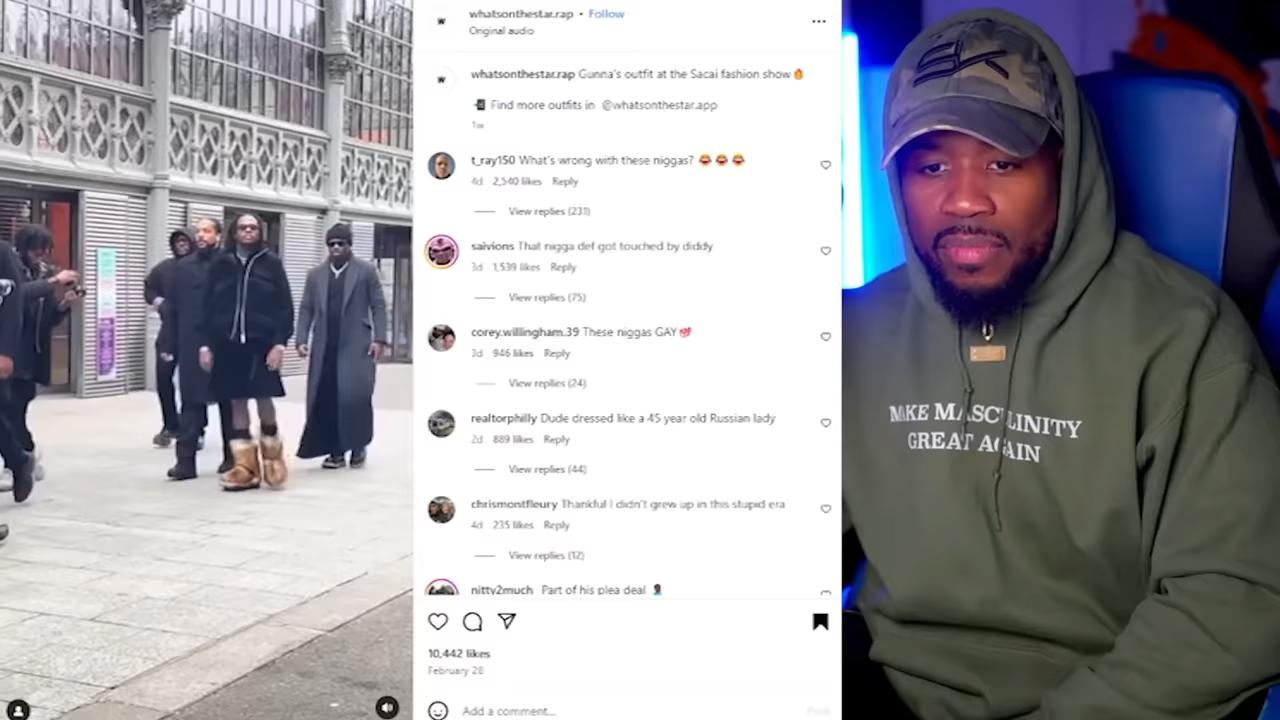 whatsonthestar.rap • Follow
Original audio
whatsonthestar.rap Gunna's outfit at the Sacai fashion show🔥
📲 Find more outfits in @whatsonthestar.app
1w
t_ray150 What's wrong with these niggas? 😂😂😂
4d 2,540 likes Reply
View replies (231)
saivions That nigga def got touched by diddy
3d 1,539 likes Reply
View replies (75)
corey.willingham.39 These niggas GAY💯
3d 946 likes Reply
View replies (24)
realtorphilly Dude dressed like a 45 year old Russian lady
2d 889 likes Reply
View replies (44)
chrismontfleury Thankful I didn't grew up in this stupid era
4d 235 likes Reply
View replies (12)
nitty2much Part of his plea deal
10,442 likes
February 28
Add a comment...
Post
SK
MAKE MASCULINITY
GREAT AGAIN